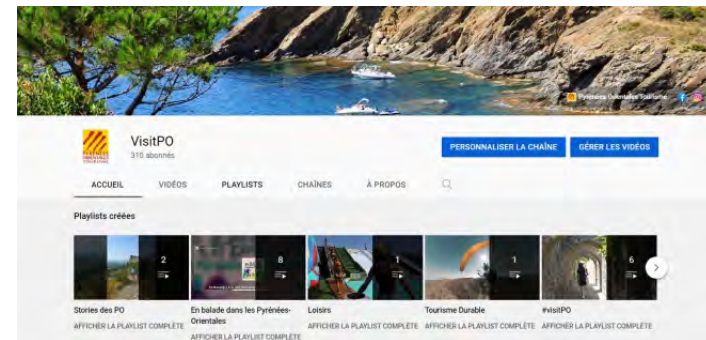 Pyrénées Orientales Tourisme
VisitPO
310 abonnés
PERSONNALISER LA CHAÎNE
GÉRER LES VIDÉOS
ACCUEIL
VIDÉOS
PLAYLISTS
CHAÎNES
À PROPOS
Playlists créées
2
8
1
1
6
Stories des PO
AFFICHER LA PLAYLIST COMPLÈTE
En balade dans les Pyrénées-
Orientales
AFFICHER LA PLAYLIST COMPLÈTE
Loisirs
AFFICHER LA PLAYLIST COMPLÈTE
Tourisme Durable
AFFICHER LA PLAYLIST COMPLÈTE
#visitPO
AFFICHER LA PLAYLIST COMPLÈTE